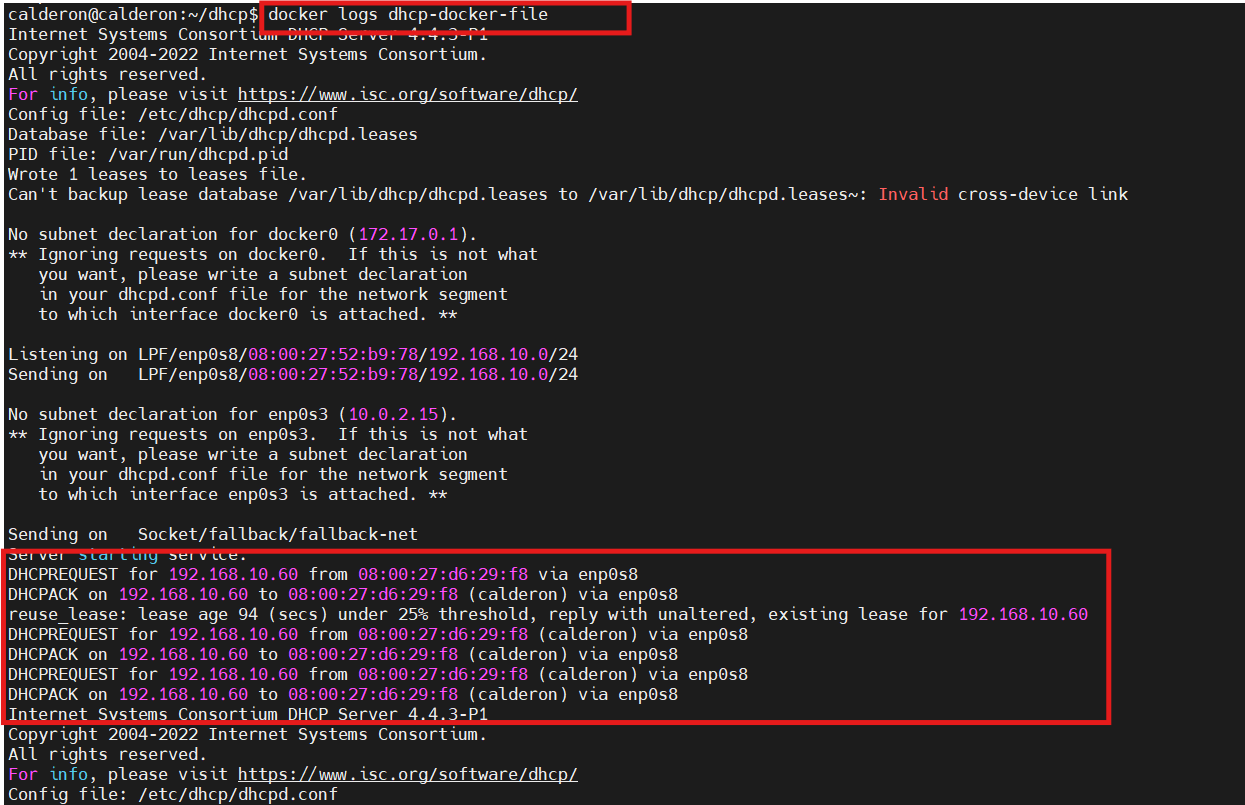 calderon@calderon:~/dhcp$ docker logs dhcp-docker-file
Internet Systems Consortium DHCP Server 4.4.3-P1
Copyright 2004-2022 Internet Systems Consortium.
All rights reserved.
For info, please visit https://www.isc.org/software/dhcp/
Config file: /etc/dhcp/dhcpd.conf
Database file: /var/lib/dhcp/dhcpd.leases
PID file: /var/run/dhcpd.pid
Wrote 1 leases to leases file.
Can't backup lease database /var/lib/dhcp/dhcpd.leases to /var/lib/dhcp/dhcpd.leases~: Invalid cross-device link
No subnet declaration for docker0 (172.17.0.1).
** Ignoring requests on docker0.  If this is not what
   you want, please write a subnet declaration
   in your dhcpd.conf file for the network segment
   to which interface docker0 is attached. **
Listening on LPF/enp0s8/08:00:27:52:b9:78/192.168.10.0/24
Sending on   LPF/enp0s8/08:00:27:52:b9:78/192.168.10.0/24
No subnet declaration for enp0s3 (10.0.2.15).
** Ignoring requests on enp0s3.  If this is not what
   you want, please write a subnet declaration
   in your dhcpd.conf file for the network segment
   to which interface enp0s3 is attached. **
Sending on   Socket/fallback/fallback-net
Server starting service.
DHCPREQUEST for 192.168.10.60 from 08:00:27:d6:29:f8 via enp0s8
DHCPACK on 192.168.10.60 to 08:00:27:d6:29:f8 (calderon) via enp0s8
reuse_lease: lease age 94 (secs) under 25% threshold, reply with unaltered, existing lease for 192.168.10.60
DHCPREQUEST for 192.168.10.60 from 08:00:27:d6:29:f8 (calderon) via enp0s8
DHCPACK on 192.168.10.60 to 08:00:27:d6:29:f8 (calderon) via enp0s8
DHCPREQUEST for 192.168.10.60 from 08:00:27:d6:29:f8 (calderon) via enp0s8
DHCPACK on 192.168.10.60 to 08:00:27:d6:29:f8 (calderon) via enp0s8
Internet Systems Consortium DHCP Server 4.4.3-P1
Copyright 2004-2022 Internet Systems Consortium.
All rights reserved.
For info, please visit https://www.isc.org/software/dhcp/
Config file: /etc/dhcp/dhcpd.conf